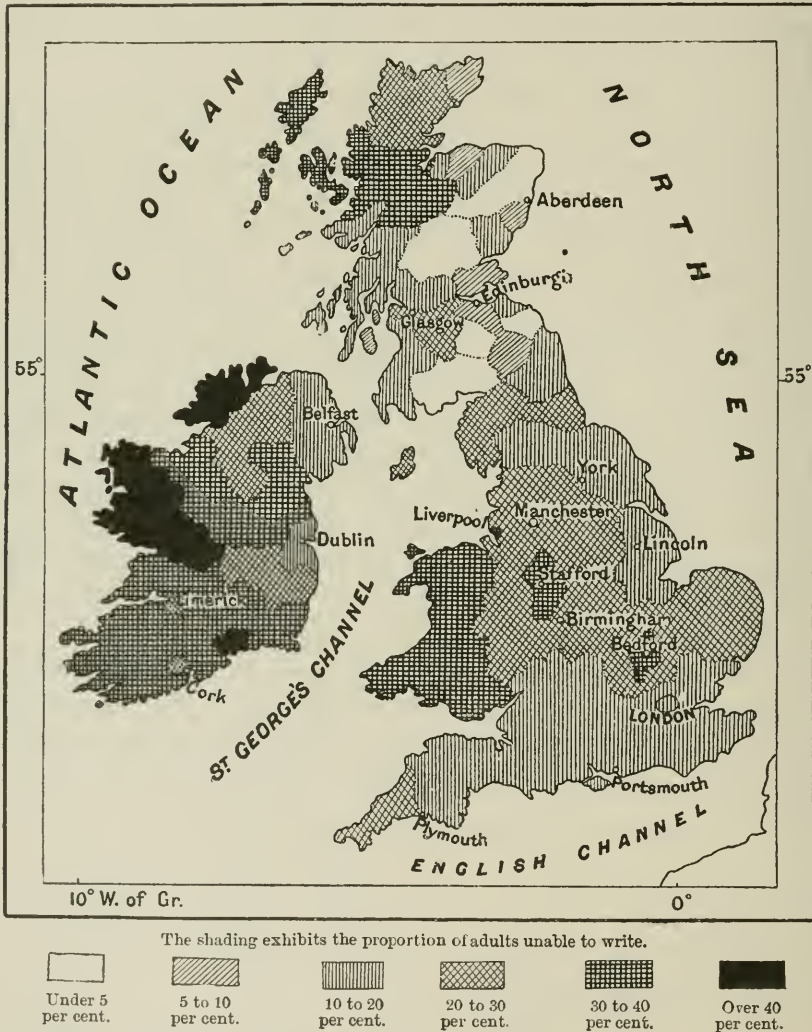 ATLANTIC OCEAN
NORTH SEA
Aberdeen
Edinburg
Glasgow
55°
55°
Belfast
York
Liverpool
Manchester
Dublin
Lincoln
Stafford
Limerick
Birmingham
Bedford
Cork
ST GEORGE'S CHANNEL
LONDON
Portsmouth
Plymouth
ENGLISH CHANNEL
10° W. of Gr.
0°
The shading exhibits the proportion of adults unable to write.
Under 5 per cent.
5 to 10 per cent.
10 to 20 per cent.
20 to 30 per cent.
30 to 40 per cent.
Over 40 per cent.